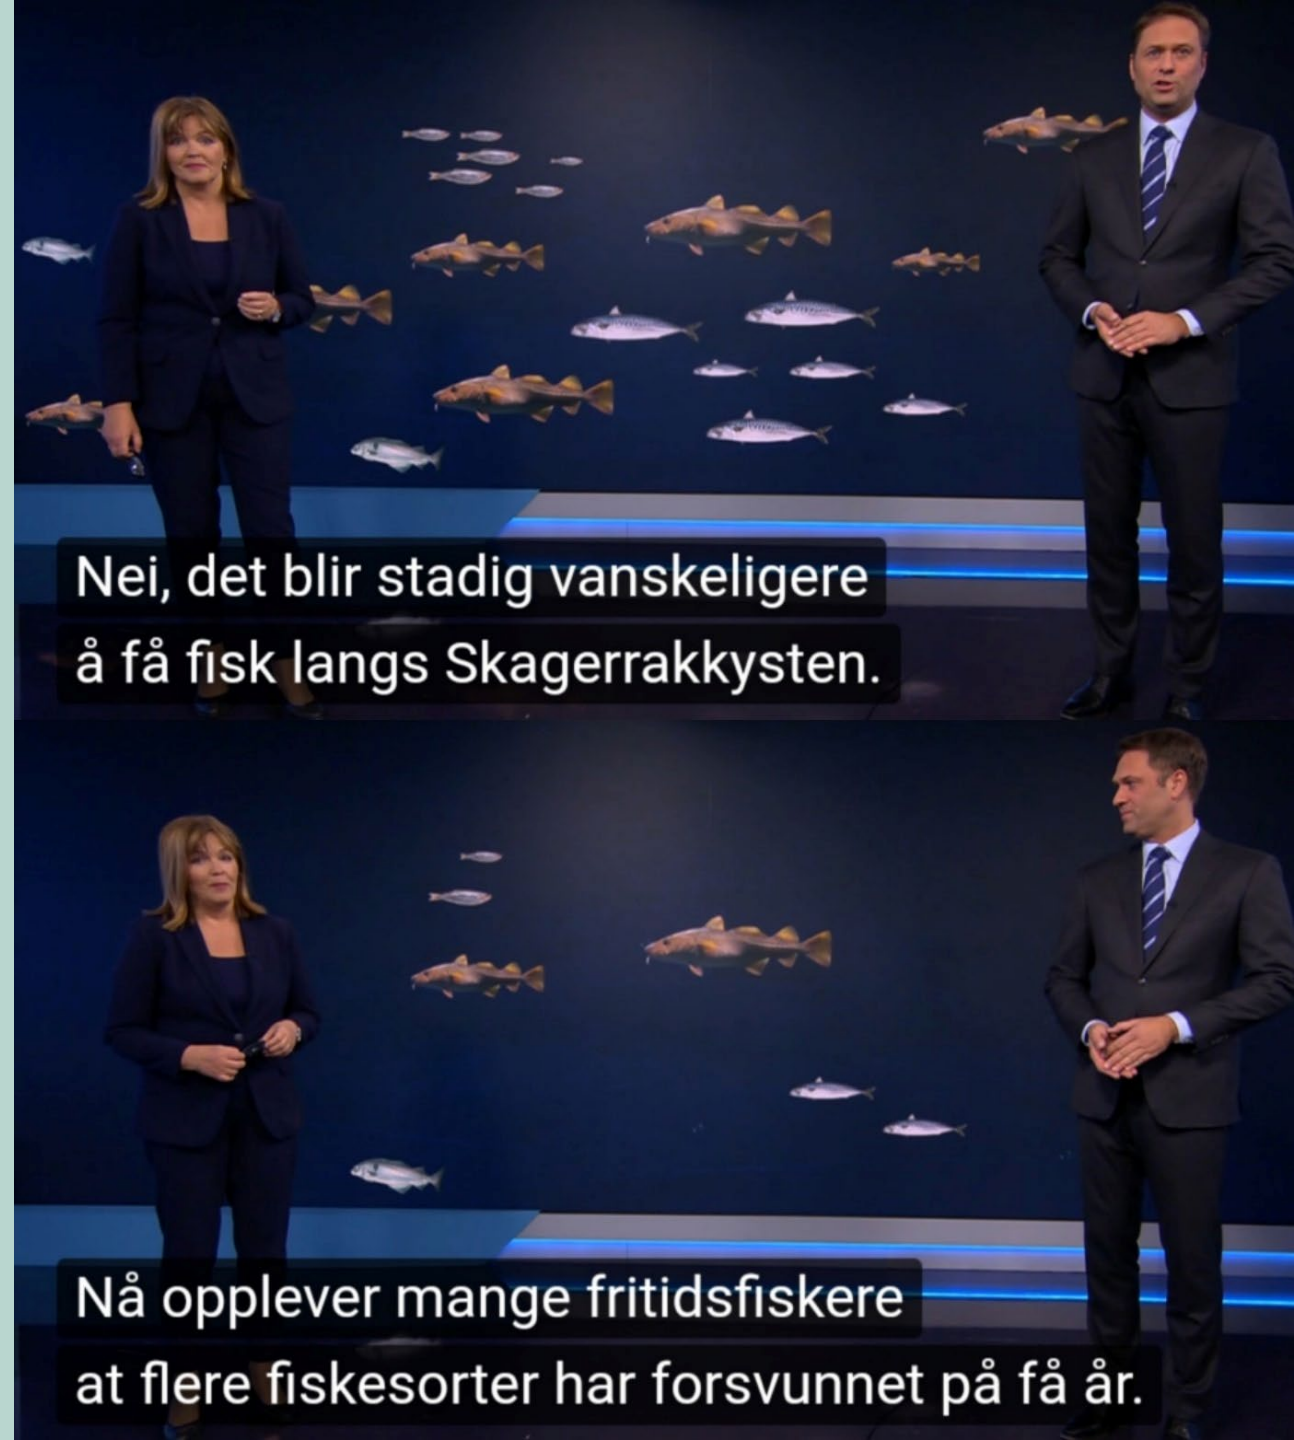 Nei, det blir stadig vanskeligere
å få fisk langs Skagerrakkysten.
Nå opplever mange fritidsfiskere
at flere fiskesorter har forsvunnet på få år.